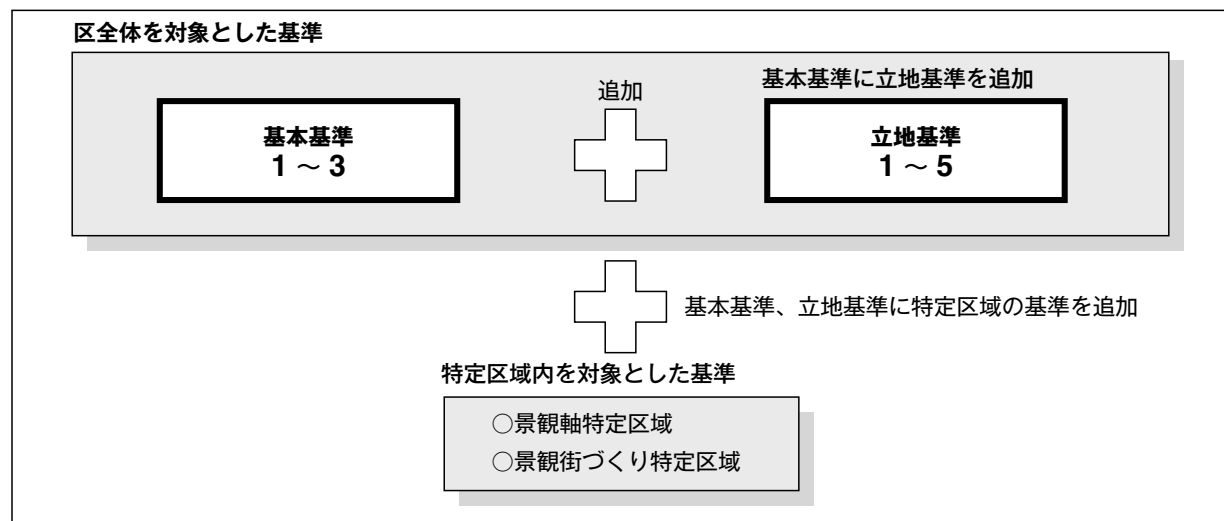 区全体を対象とした基準
追加
基本基準に立地基準を追加
基本基準
1 ～ 3
立地基準
1 ～ 5
基本基準、立地基準に特定区域の基準を追加
特定区域内を対象とした基準
○景観軸特定区域
○景観街づくり特定区域